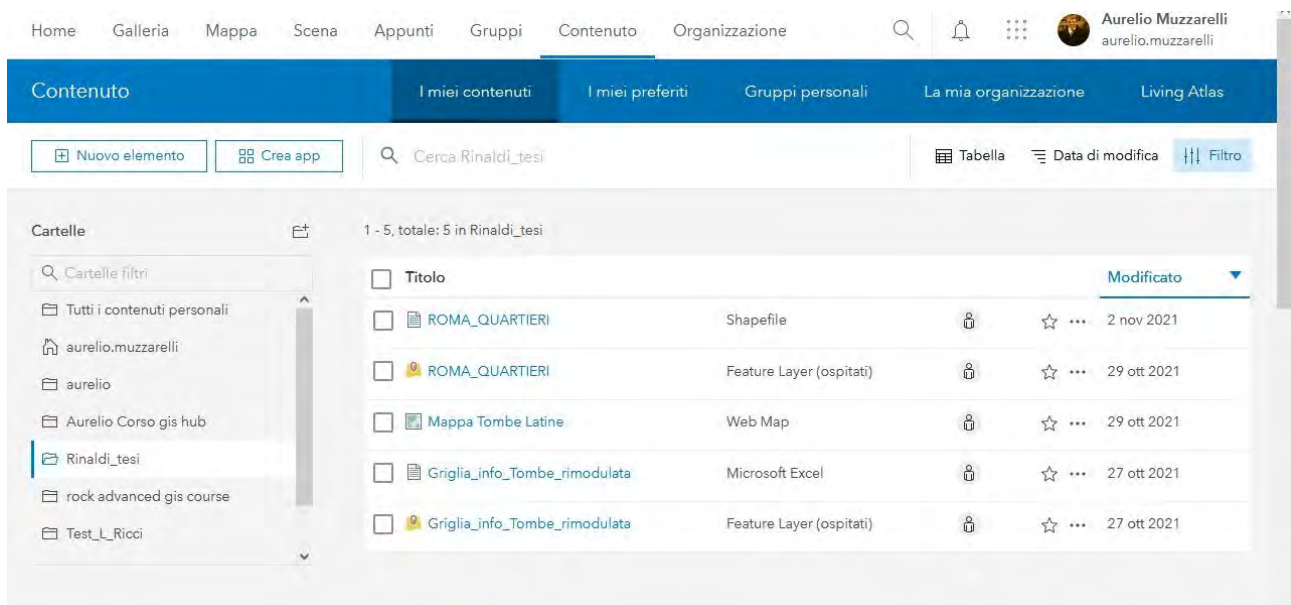 Home Galleria Mappa Scena Appunti Gruppi Contenuto Organizzazione Aurelio Muzzarelli
aurelio.muzzarelli
Contenuto I miei contenuti I miei preferiti Gruppi personali La mia organizzazione Living Atlas
Nuovo elemento Crea app Cerca Rinaldi_tesi Tabella Data di modifica Filtro
Cartelle 1 - 5, totale: 5 in Rinaldi_tesi
Cartelle filtri
Tutti i contenuti personali
aurelio.muzzarelli
aurelio
Aurelio Corso gis hub
Rinaldi_tesi
rock advanced gis course
Test_L_Ricci
Titolo Modificato
ROMA_QUARTIERI Shapefile 2 nov 2021
ROMA_QUARTIERI Feature Layer (ospitati) 29 ott 2021
Mappa Tombe Latine Web Map 29 ott 2021
Griglia_info_Tombe_rimodulata Microsoft Excel 27 ott 2021
Griglia_info_Tombe_rimodulata Feature Layer (ospitati) 27 ott 2021